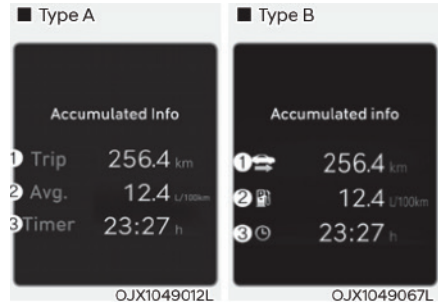 ■ Type A
Accumulated Info
1 Trip 256.4 km
2 Avg. 12.4 L/100km
3 Timer 23:27 h
OJX1049012L
■ Type B
Accumulated info
1 256.4 km
2 12.4 L/100km
3 23:27 h
OJX1049067L